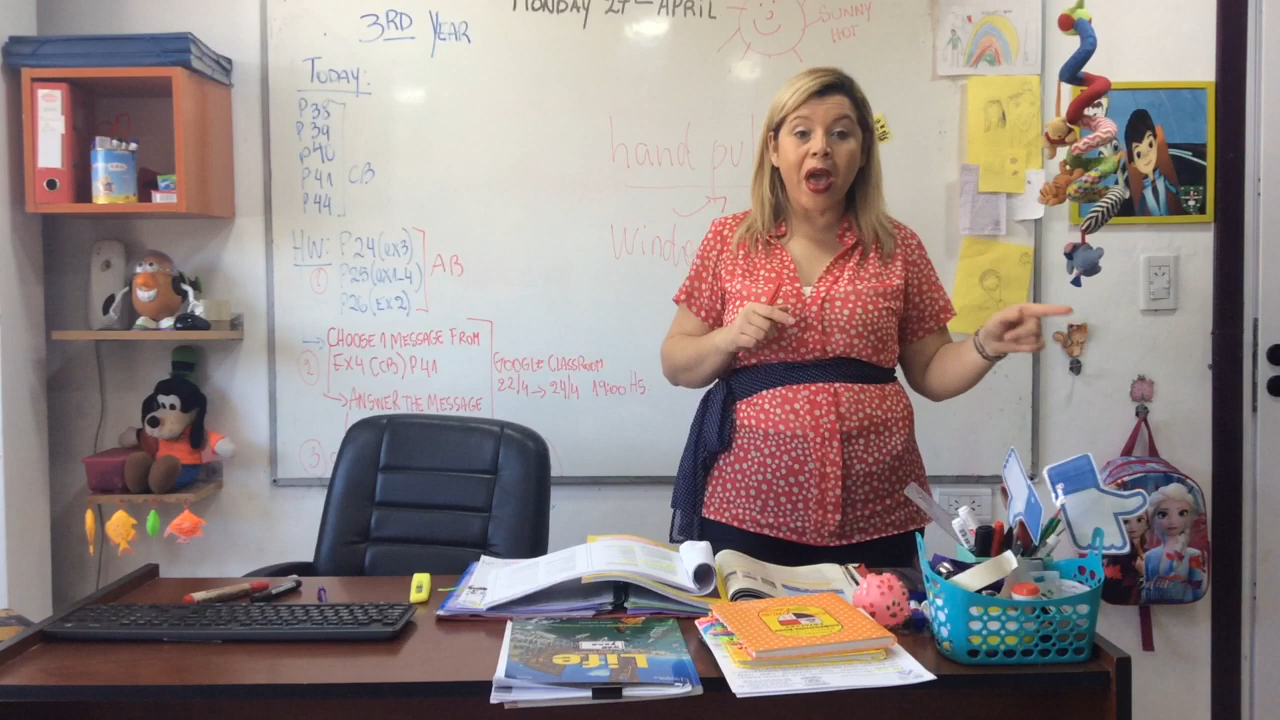 MONDAY 27 - APRIL
SUNNY
HOT
3RD YEAR
TODAY:
P38
P39
P40
P41 CB
P44
hand pu
HW: P24(ex3)
① P25(ex1-4) AB
P26(Ex2)
② → CHOOSE 1 MESSAGE FROM
EX4 (CB) P41
→ ANSWER THE MESSAGE
GOOGLE CLASSROOM
22/4 → 24/4 19:00 HS
③
Life